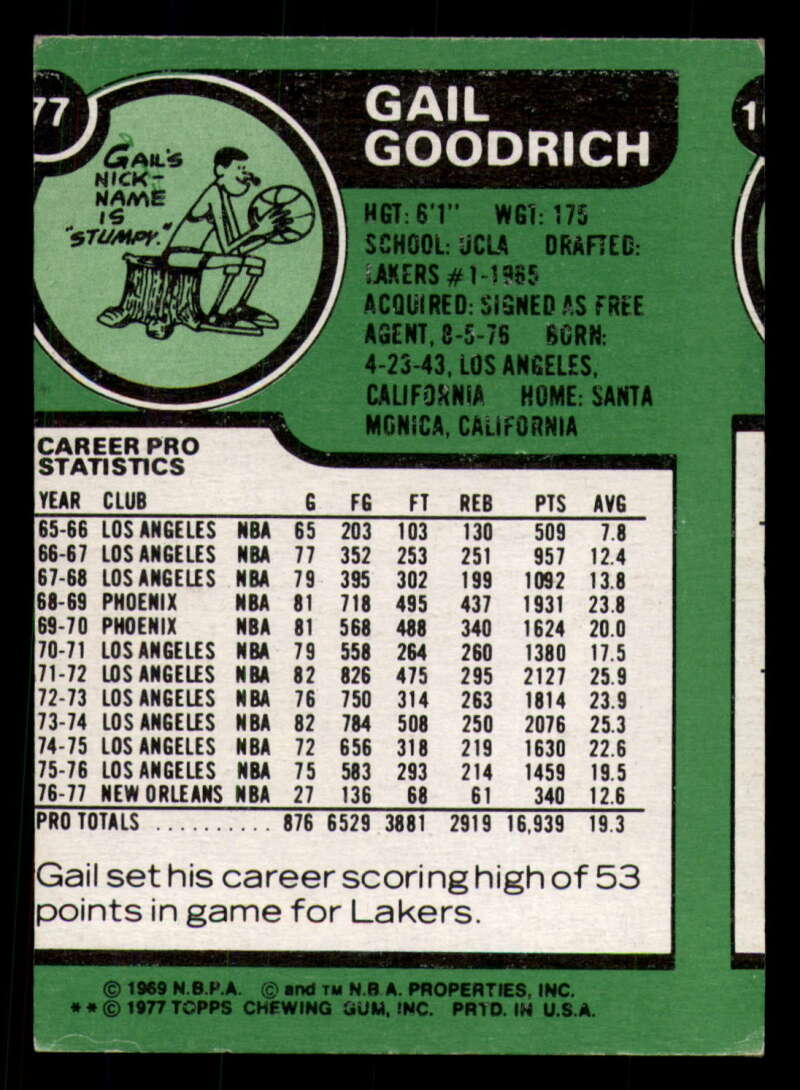 77
GAIL
GOODRICH
1
GAIL'S
NICK-
NAME
IS
"STUMPY."
HGT: 6'1" WGT: 175
SCHOOL: UCLA DRAFTED:
LAKERS #1-1965
ACQUIRED: SIGNED AS FREE
AGENT, 8-5-76 BORN:
4-23-43, LOS ANGELES,
CALIFORNIA HOME: SANTA
MONICA, CALIFORNIA
CAREER PRO
STATISTICS
YEAR CLUB G FG FT REB PTS AVG
65-66 LOS ANGELES NBA 65 203 103 130 509 7.8
66-67 LOS ANGELES NBA 77 352 253 251 957 12.4
67-68 LOS ANGELES NBA 79 395 302 199 1092 13.8
68-69 PHOENIX NBA 81 718 495 437 1931 23.8
69-70 PHOENIX NBA 81 568 488 340 1624 20.0
70-71 LOS ANGELES NBA 79 558 264 260 1380 17.5
71-72 LOS ANGELES NBA 82 826 475 295 2127 25.9
72-73 LOS ANGELES NBA 76 750 314 263 1814 23.9
73-74 LOS ANGELES NBA 82 784 508 250 2076 25.3
74-75 LOS ANGELES NBA 72 656 318 219 1630 22.6
75-76 LOS ANGELES NBA 75 583 293 214 1459 19.5
76-77 NEW ORLEANS NBA 27 136 68 61 340 12.6
PRO TOTALS .......... 876 6529 3881 2919 16,939 19.3
Gail set his career scoring high of 53
points in game for Lakers.
© 1969 N.B.P.A. © and TM N.B.A. PROPERTIES, INC.
**© 1977 TOPPS CHEWING GUM, INC. PRTD. IN U.S.A.